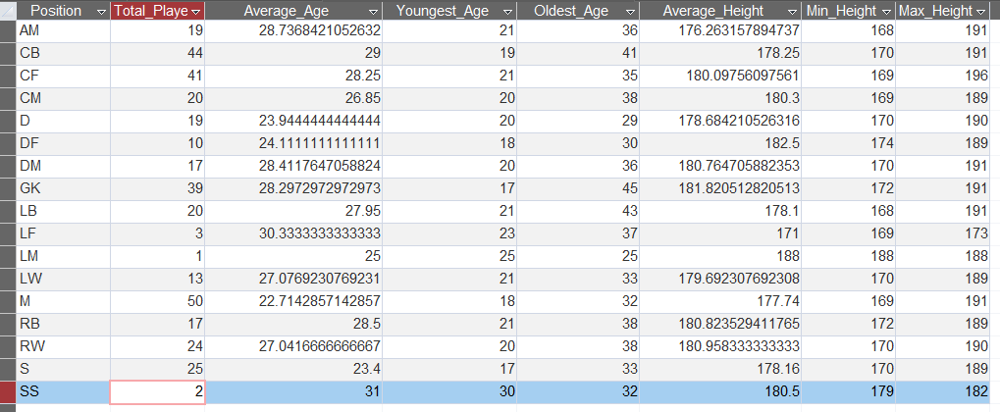 Position Total_Playe Average_Age Youngest_Age Oldest_Age Average_Height Min_Height Max_Height
AM 19 28.7368421052632 21 36 176.263157894737 168 191
CB 44 29 19 41 178.25 170 191
CF 41 28.25 21 35 180.09756097561 169 196
CM 20 26.85 20 38 180.3 169 189
D 19 23.9444444444444 20 29 178.684210526316 170 190
DF 10 24.1111111111111 18 30 182.5 174 189
DM 17 28.4117647058824 20 36 180.764705882353 170 191
GK 39 28.2972972972973 17 45 181.820512820513 172 191
LB 20 27.95 21 43 178.1 168 191
LF 3 30.3333333333333 23 37 171 169 173
LM 1 25 25 25 188 188 188
LW 13 27.0769230769231 21 33 179.692307692308 170 189
M 50 22.7142857142857 18 32 177.74 169 191
RB 17 28.5 21 38 180.823529411765 172 189
RW 24 27.0416666666667 20 38 180.958333333333 170 190
S 25 23.4 17 33 178.16 170 189
SS 2 31 30 32 180.5 179 182